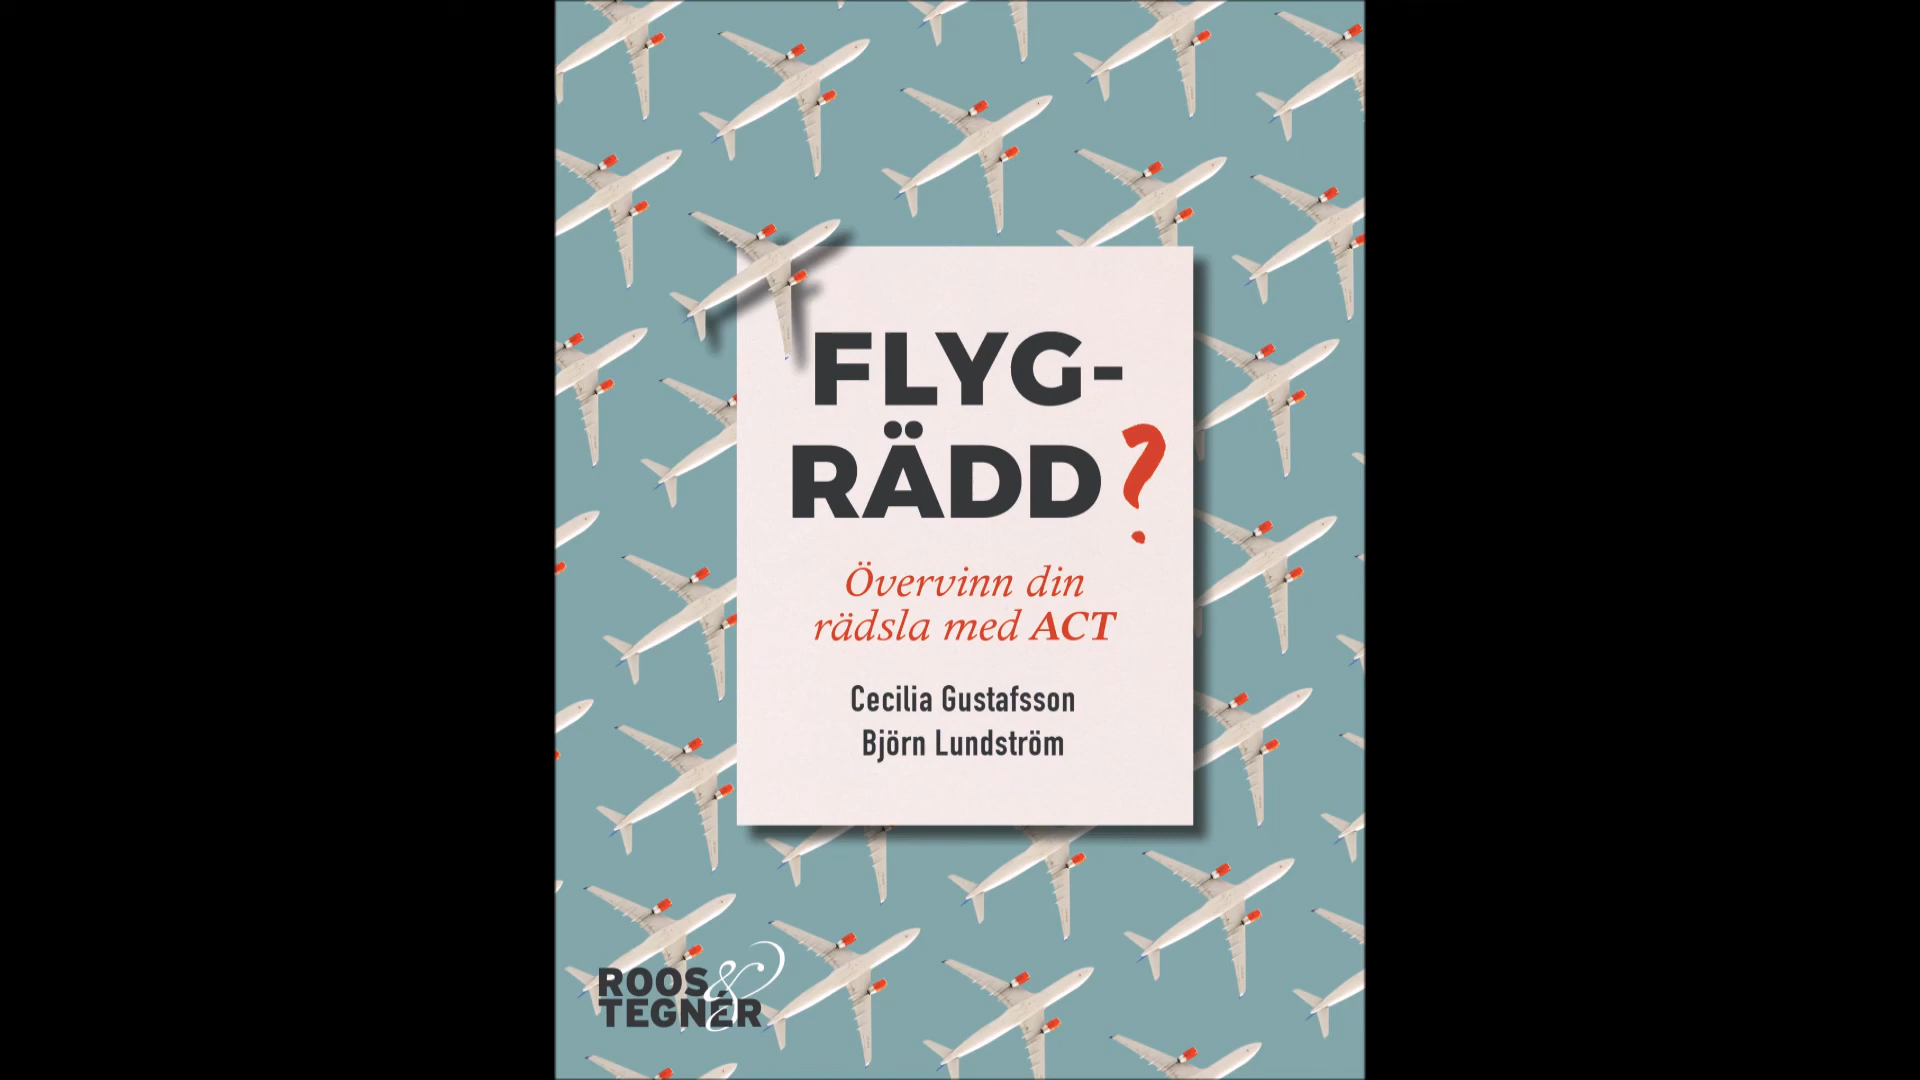 FLYG-
RÄDD?
Övervinn din
rädsla med ACT
Cecilia Gustafsson
Björn Lundström
ROOS &
TEGNÉR